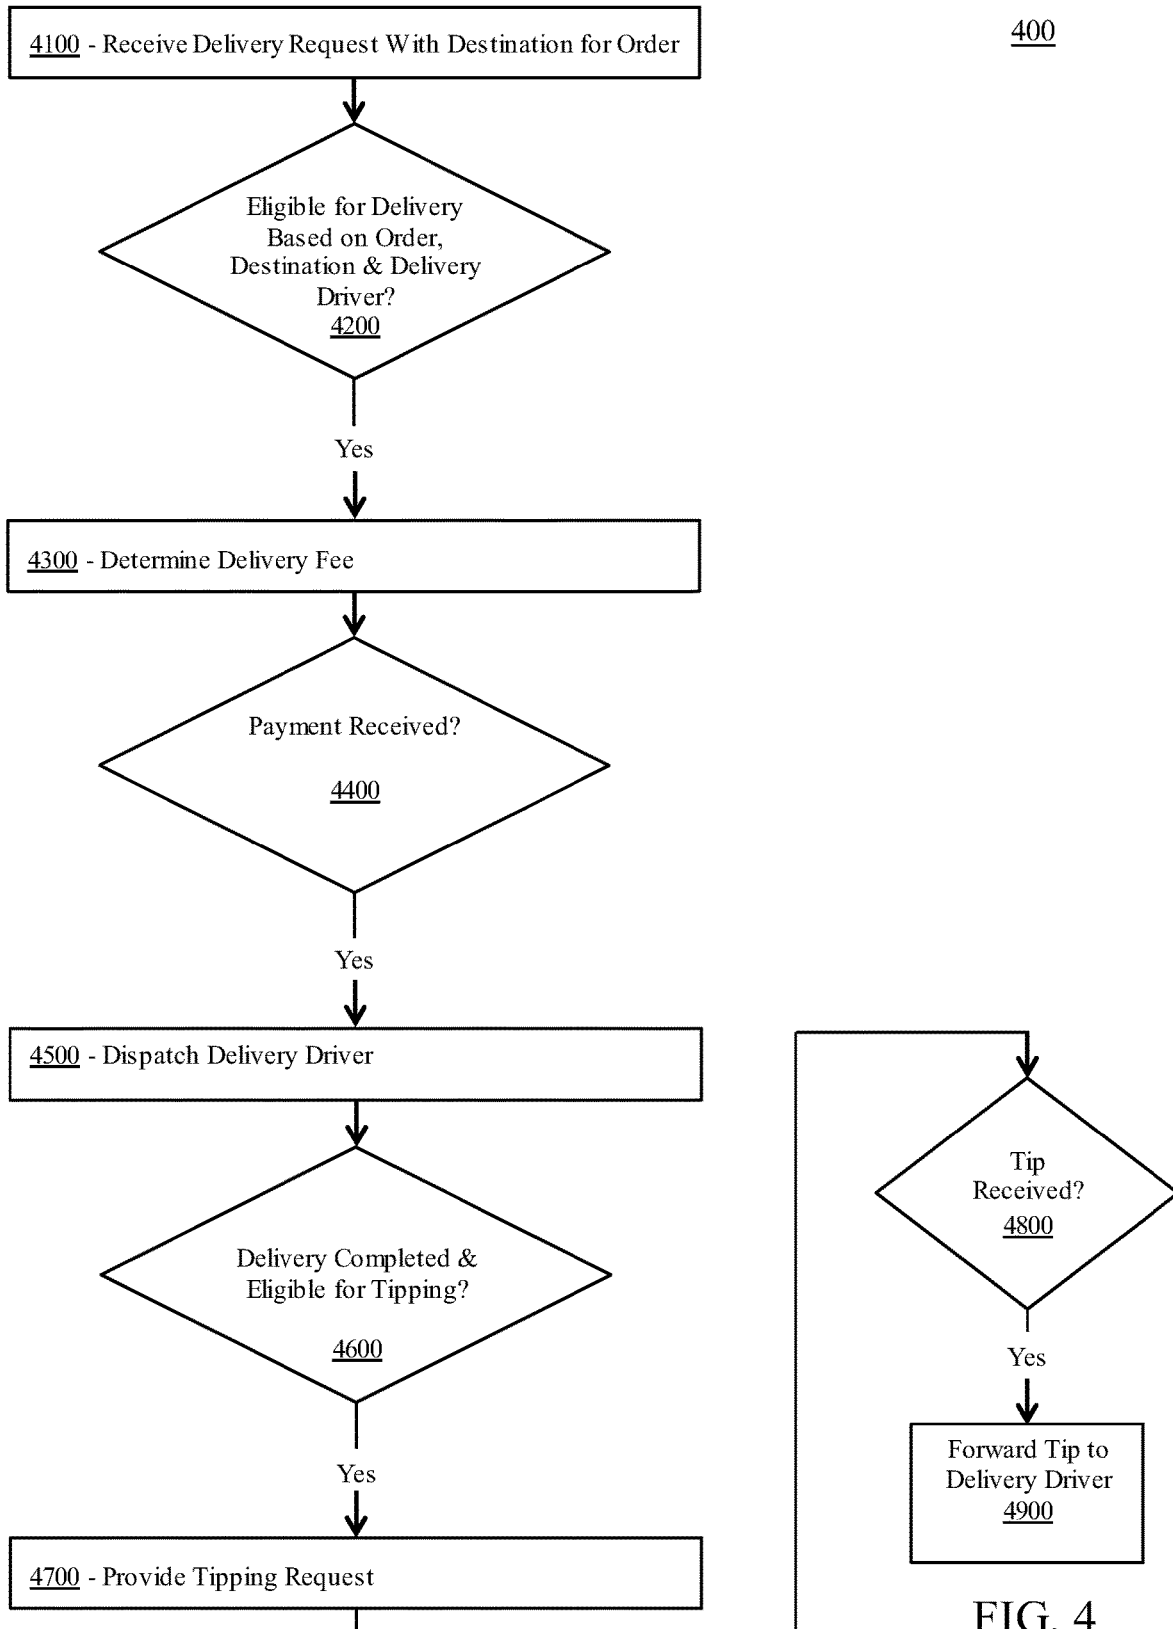 4100 - Receive Delivery Request With Destination for Order
400
Eligible for Delivery
Based on Order,
Destination & Delivery
Driver?
4200
Yes
4300 - Determine Delivery Fee
Payment Received?
4400
Yes
4500 - Dispatch Delivery Driver
Delivery Completed &
Eligible for Tipping?
4600
Yes
4700 - Provide Tipping Request
Tip
Received?
4800
Yes
Forward Tip to
Delivery Driver
4900
FIG. 4